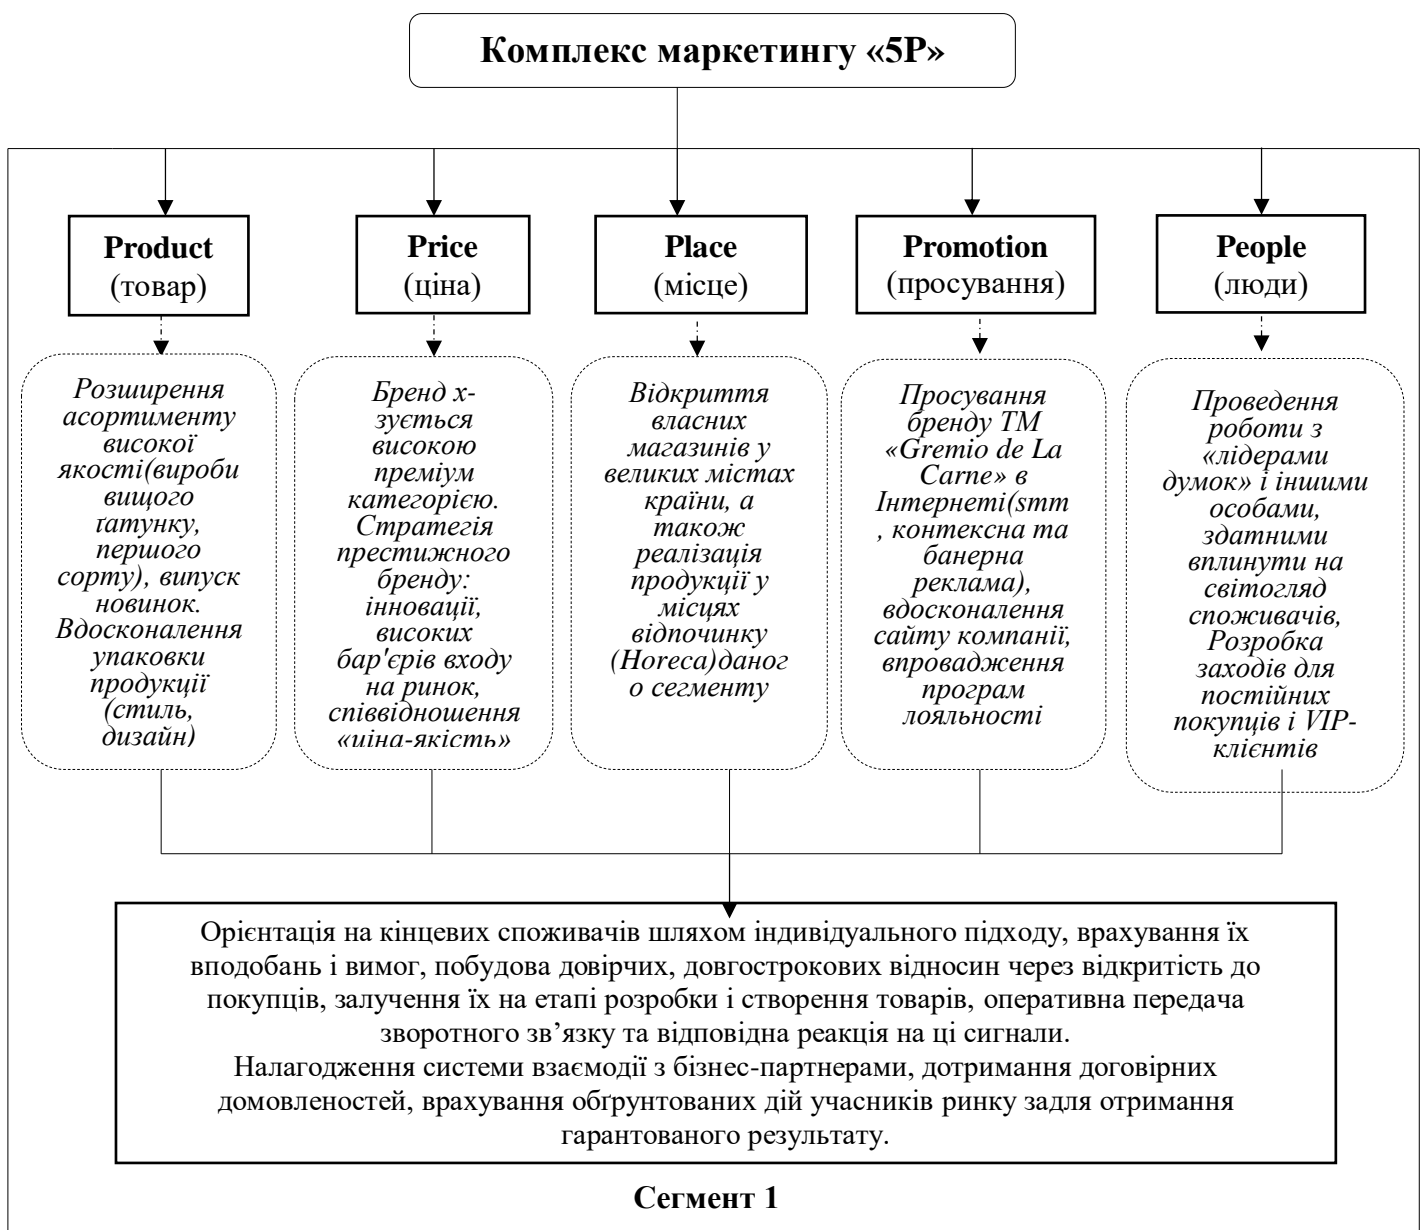 Комплекс маркетингу «5P»
Product
(товар)
Price
(ціна)
Place
(місце)
Promotion
(просування)
People
(люди)
Розширення
асортименту
високої
якості(вироби
вищого
ґатунку,
першого
сорту), випуск
новинок.
Вдосконалення
упаковки
продукції
(стиль,
дизайн)
Бренд х-
зується
високою
преміум
категорією.
Стратегія
престижного
бренду:
інновації,
високих
бар'єрів входу
на ринок,
співвідношення
«ціна-якість»
Відкриття
власних
магазинів у
великих містах
країни, а
також
реалізація
продукції у
місцях
відпочинку
(Horeca)даног
о сегменту
Просування
бренду ТМ
«Gremio de La
Carne» в
Інтернеті(smm
, контексна та
банерна
реклама),
вдосконалення
сайту компанії,
впровадження
програм
лояльності
Проведення
роботи з
«лідерами
думок» і іншими
особами,
здатними
вплинути на
світогляд
споживачів,
Розробка
заходів для
постійних
покупців і VIP-
клієнтів
Орієнтація на кінцевих споживачів шляхом індивідуального підходу, врахування їх
вподобань і вимог, побудова довірчих, довгострокових відносин через відкритість до
покупців, залучення їх на етапі розробки і створення товарів, оперативна передача
зворотного зв’язку та відповідна реакція на ці сигнали.
Налагодження системи взаємодії з бізнес-партнерами, дотримання договірних
домовленостей, врахування обґрунтованих дій учасників ринку задля отримання
гарантованого результату.
Сегмент 1